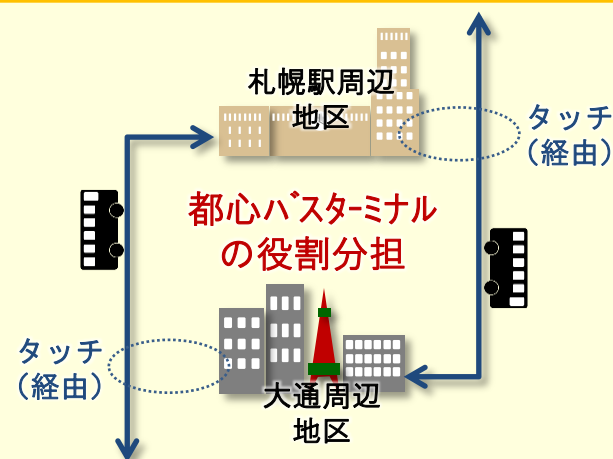 札幌駅周辺
地区
タッチ
（経由）
都心ﾊﾞｽﾀｰﾐﾅﾙ
の役割分担
タッチ
（経由）
大通周辺
地区